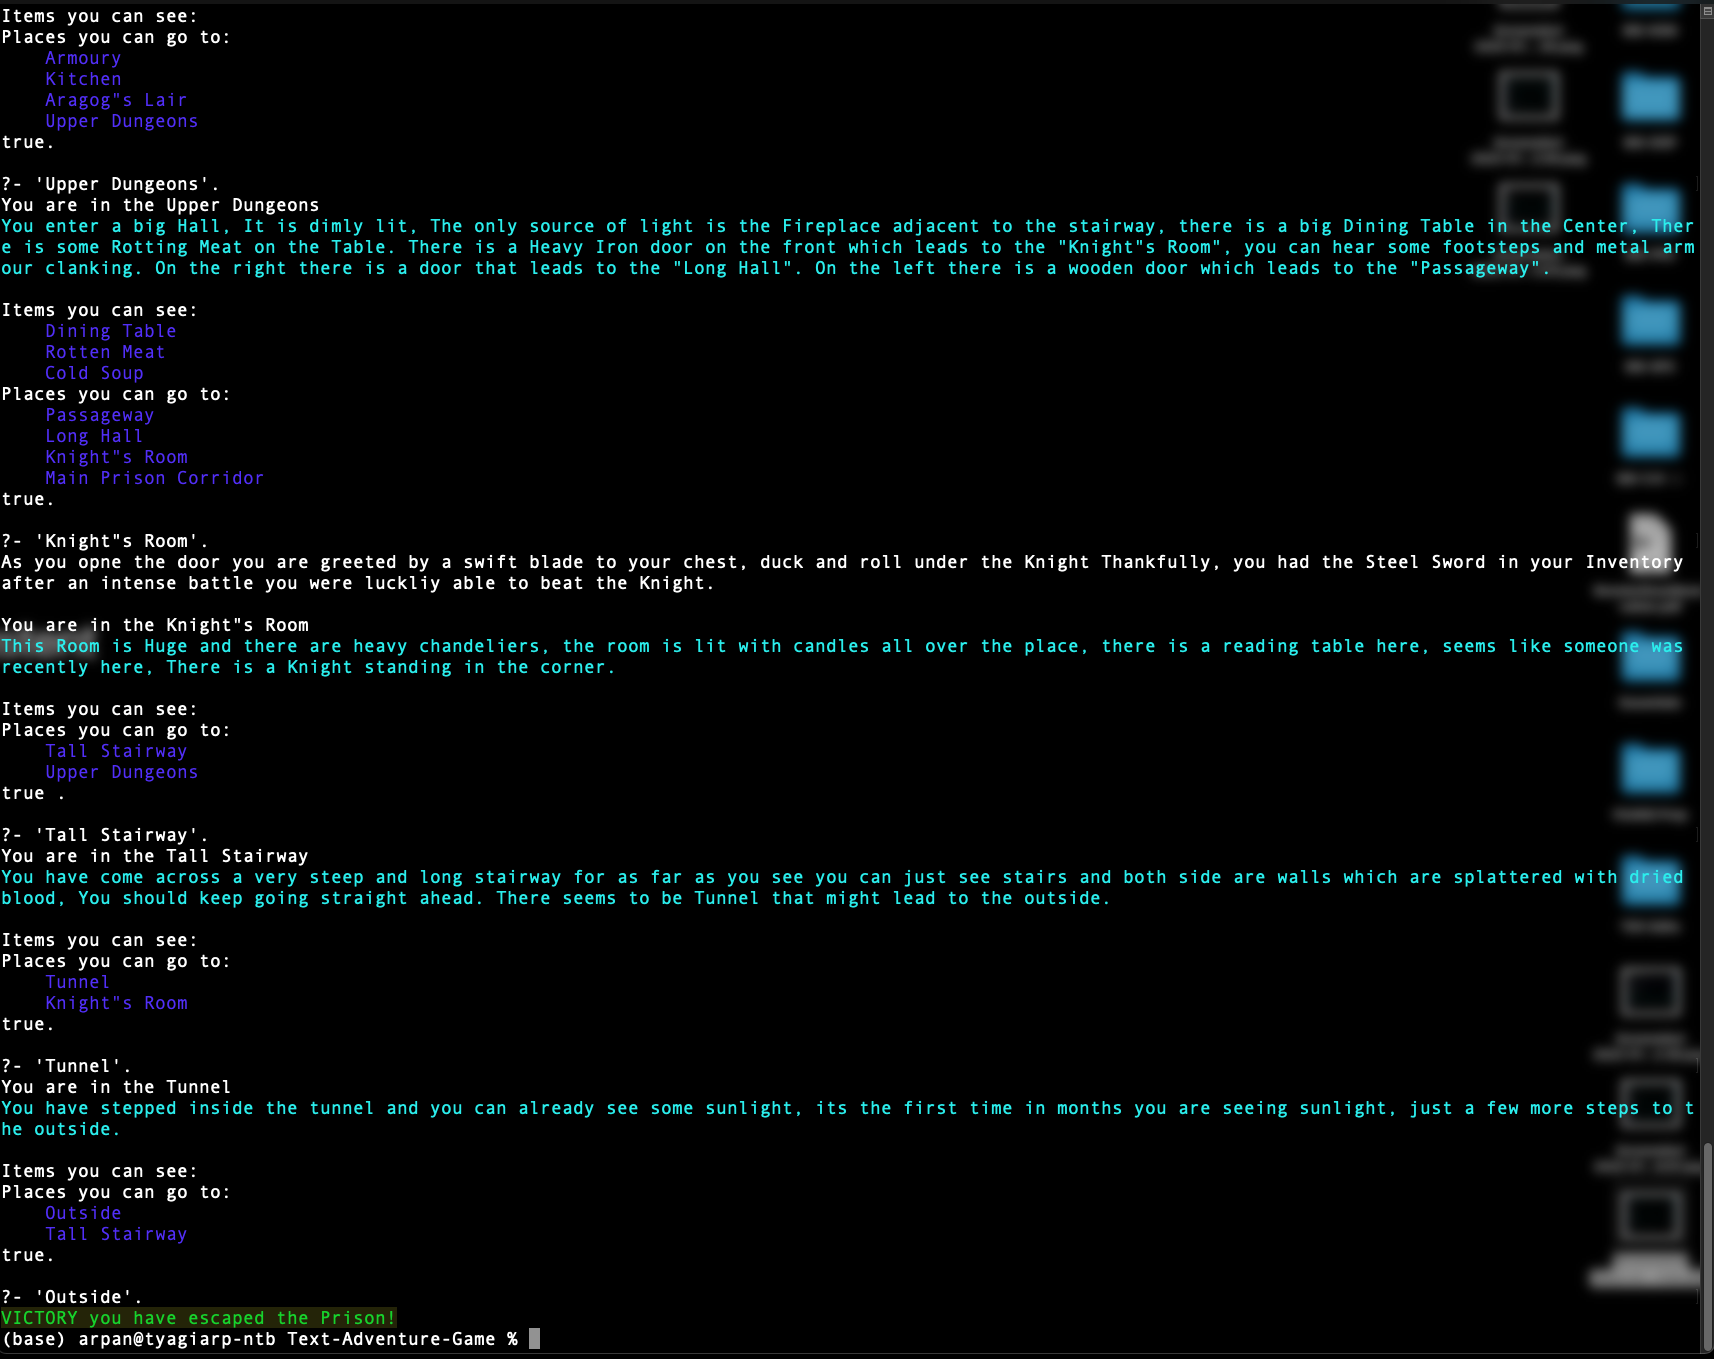 Items you can see:
Places you can go to:
    Armoury
    Kitchen
    Aragog"s Lair
    Upper Dungeons
true.

?- 'Upper Dungeons'.
You are in the Upper Dungeons
You enter a big Hall, It is dimly lit, The only source of light is the Fireplace adjacent to the stairway, there is a big Dining Table in the Center, Ther
e is some Rotting Meat on the Table. There is a Heavy Iron door on the front which leads to the "Knight"s Room", you can hear some footsteps and metal arm
our clanking. On the right there is a door that leads to the "Long Hall". On the left there is a wooden door which leads to the "Passageway".

Items you can see:
    Dining Table
    Rotten Meat
    Cold Soup
Places you can go to:
    Passageway
    Long Hall
    Knight"s Room
    Main Prison Corridor
true.

?- 'Knight"s Room'.
As you opne the door you are greeted by a swift blade to your chest, duck and roll under the Knight Thankfully, you had the Steel Sword in your Inventory
after an intense battle you were luckliy able to beat the Knight.

You are in the Knight"s Room
This Room is Huge and there are heavy chandeliers, the room is lit with candles all over the place, there is a reading table here, seems like someone was
recently here, There is a Knight standing in the corner.

Items you can see:
Places you can go to:
    Tall Stairway
    Upper Dungeons
true .

?- 'Tall Stairway'.
You are in the Tall Stairway
You have come across a very steep and long stairway for as far as you see you can just see stairs and both side are walls which are splattered with dried
blood, You should keep going straight ahead. There seems to be Tunnel that might lead to the outside.

Items you can see:
Places you can go to:
    Tunnel
    Knight"s Room
true.

?- 'Tunnel'.
You are in the Tunnel
You have stepped inside the tunnel and you can already see some sunlight, its the first time in months you are seeing sunlight, just a few more steps to t
he outside.

Items you can see:
Places you can go to:
    Outside
    Tall Stairway
true.

?- 'Outside'.
VICTORY you have escaped the Prison!
(base) arpan@tyagiarp-ntb Text-Adventure-Game %